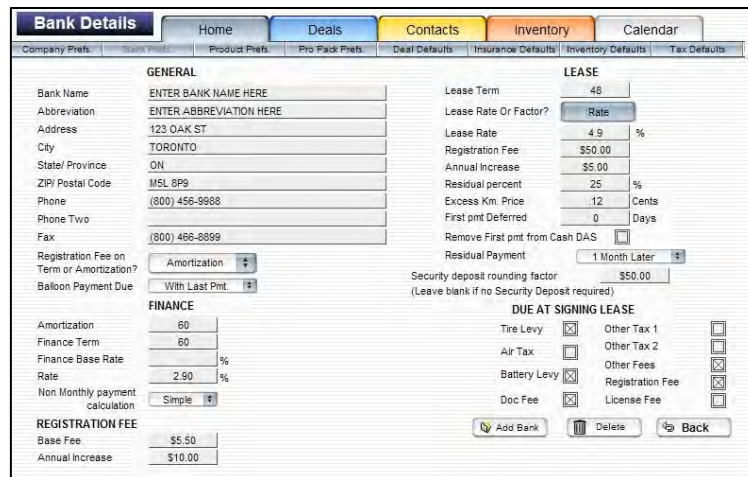 Bank Details
Home
Deals
Contacts
Inventory
Calendar
Company Prefs.
Bank Prefs.
Product Prefs.
Pro Pack Prefs.
Deal Defaults
Insurance Defaults
Inventory Defaults
Tax Defaults
GENERAL
Bank Name ENTER BANK NAME HERE
Abbreviation ENTER ABBREVIATION HERE
Address 123 OAK ST
City TORONTO
State/ Province ON
ZIP/ Postal Code M5L 8P9
Phone (800) 456-9988
Phone Two
Fax (800) 466-8899
Registration Fee on
Term or Amortization? Amortization
Balloon Payment Due With Last Pmt.
FINANCE
Amortization 60
Finance Term 60
Finance Base Rate %
Rate 2.90 %
Non Monthly payment
calculation Simple
REGISTRATION FEE
Base Fee $5.50
Annual Increase $10.00
LEASE
Lease Term 48
Lease Rate Or Factor? Rate
Lease Rate 4.9 %
Registration Fee $50.00
Annual Increase $5.00
Residual percent 25 %
Excess Km. Price .12 Cents
First pmt Deferred 0 Days
Remove First pmt from Cash DAS
Residual Payment 1 Month Later
Security deposit rounding factor $50.00
(Leave blank if no Security Deposit required)
DUE AT SIGNING LEASE
Tire Levy
Air Tax
Battery Levy
Doc Fee
Other Tax 1
Other Tax 2
Other Fees
Registration Fee
License Fee
Add Bank
Delete
Back